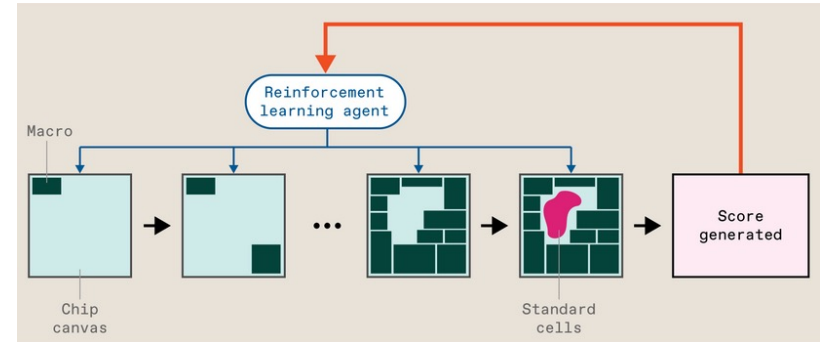 Reinforcement
learning agent
Macro
Score
generated
Chip
canvas
Standard
cells